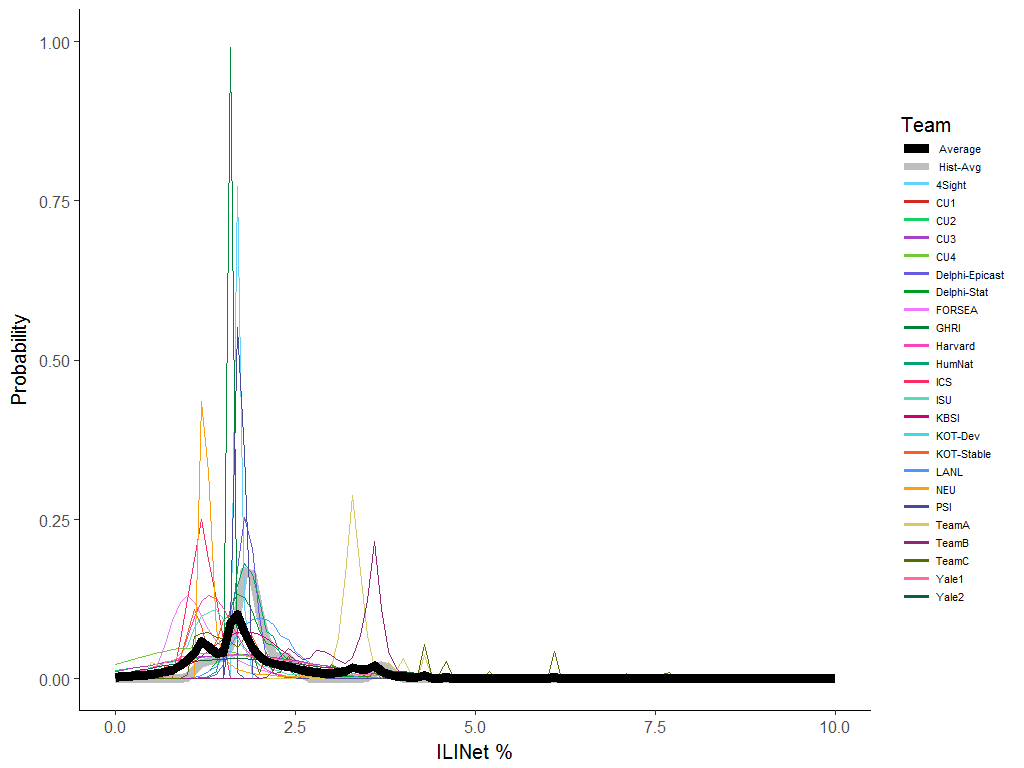 1.00
0.75
0.50
0.25
0.00
Probability
0.0 2.5 5.0 7.5 10.0
ILINet %
Team
Average
Hist-Avg
4Sight
CU1
CU2
CU3
CU4
Delphi-Epicast
Delphi-Stat
FORSEA
GHRI
Harvard
HumNat
ICS
ISU
KBSI
KOT-Dev
KOT-Stable
LANL
NEU
PSI
TeamA
TeamB
TeamC
Yale1
Yale2